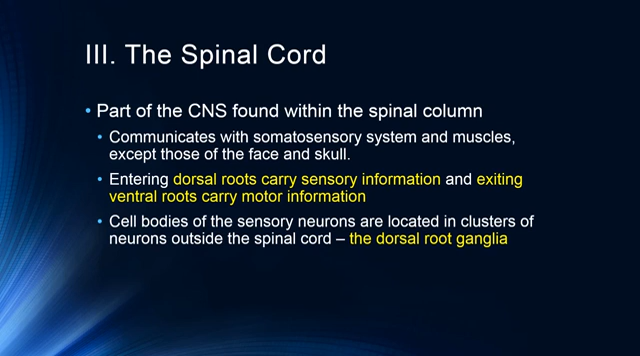 III. The Spinal Cord
• Part of the CNS found within the spinal column
• Communicates with somatosensory system and muscles,
except those of the face and skull.
• Entering dorsal roots carry sensory information and exiting
ventral roots carry motor information
• Cell bodies of the sensory neurons are located in clusters of
neurons outside the spinal cord – the dorsal root ganglia